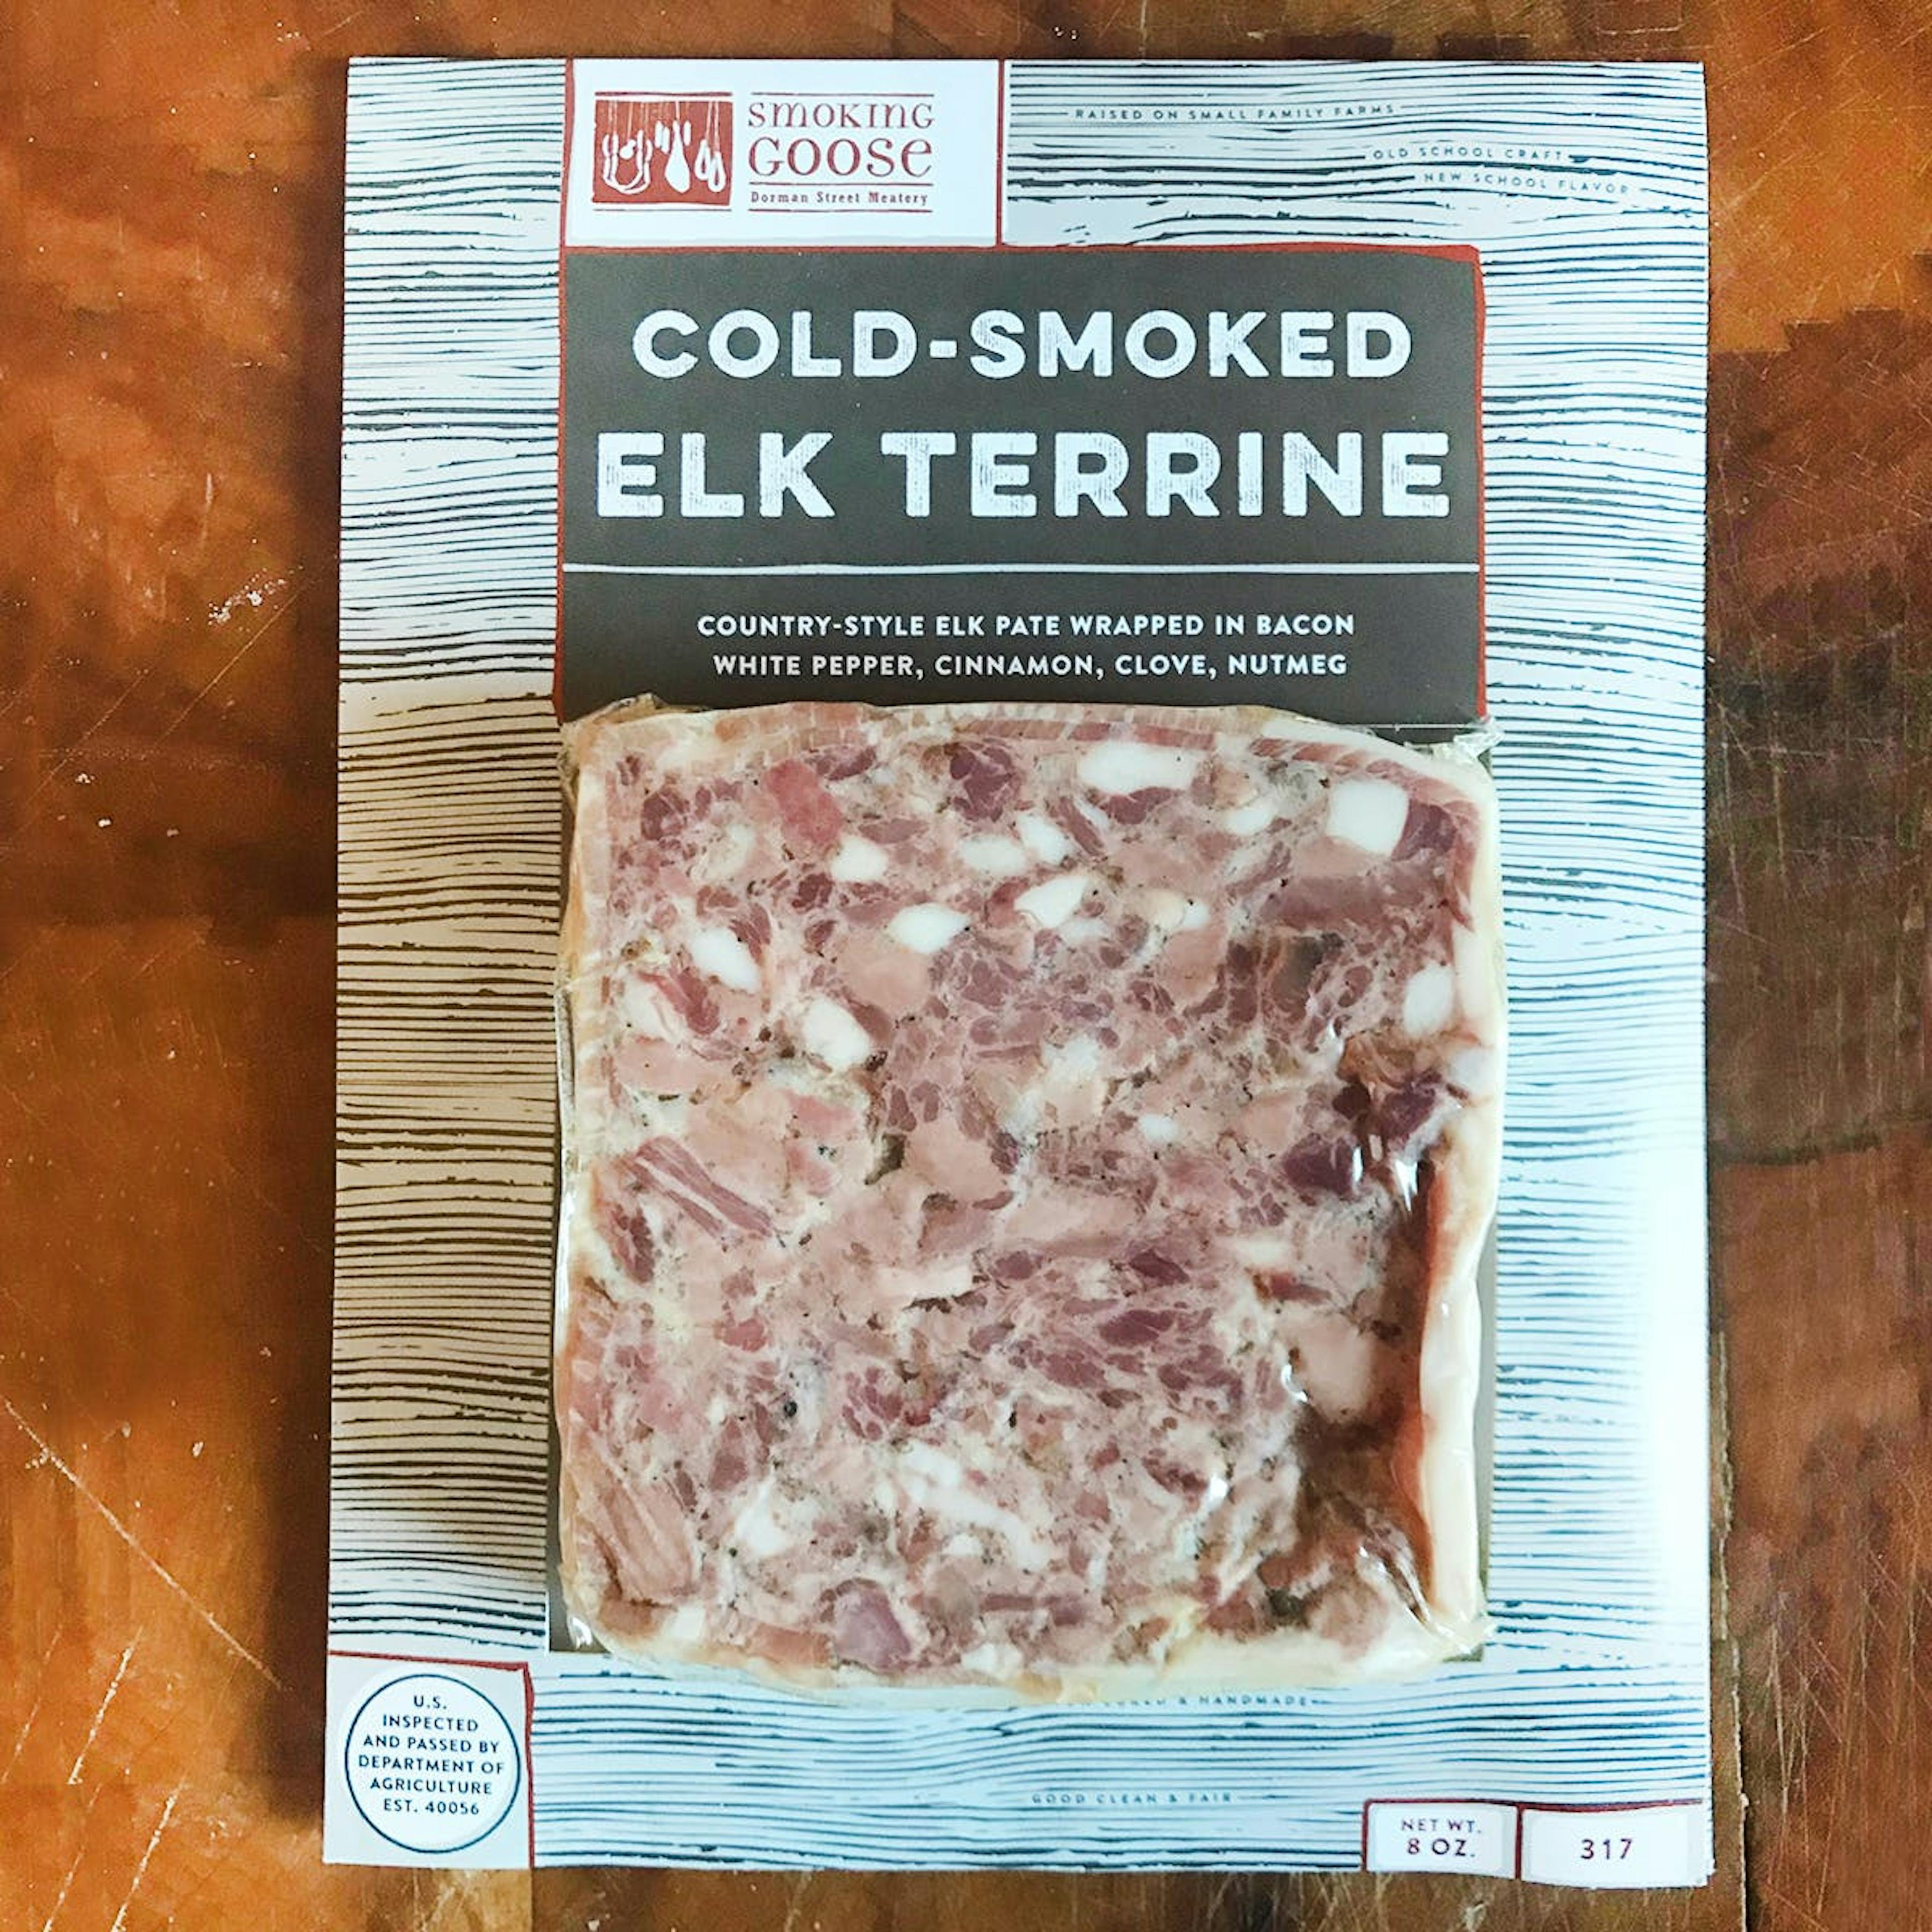 SMOKING
GOOSE
Dorman Street Meatery
RAISED ON SMALL FAMILY FARMS
OLD SCHOOL CRAFT
NEW SCHOOL FLAVOR
COLD-SMOKED
ELK TERRINE
COUNTRY-STYLE ELK PATE WRAPPED IN BACON
WHITE PEPPER, CINNAMON, CLOVE, NUTMEG
& HANDMADE
U.S.
INSPECTED
AND PASSED BY
DEPARTMENT OF
AGRICULTURE
EST. 40056
GOOD CLEAN & FAIR
NET WT.
8 OZ.
317